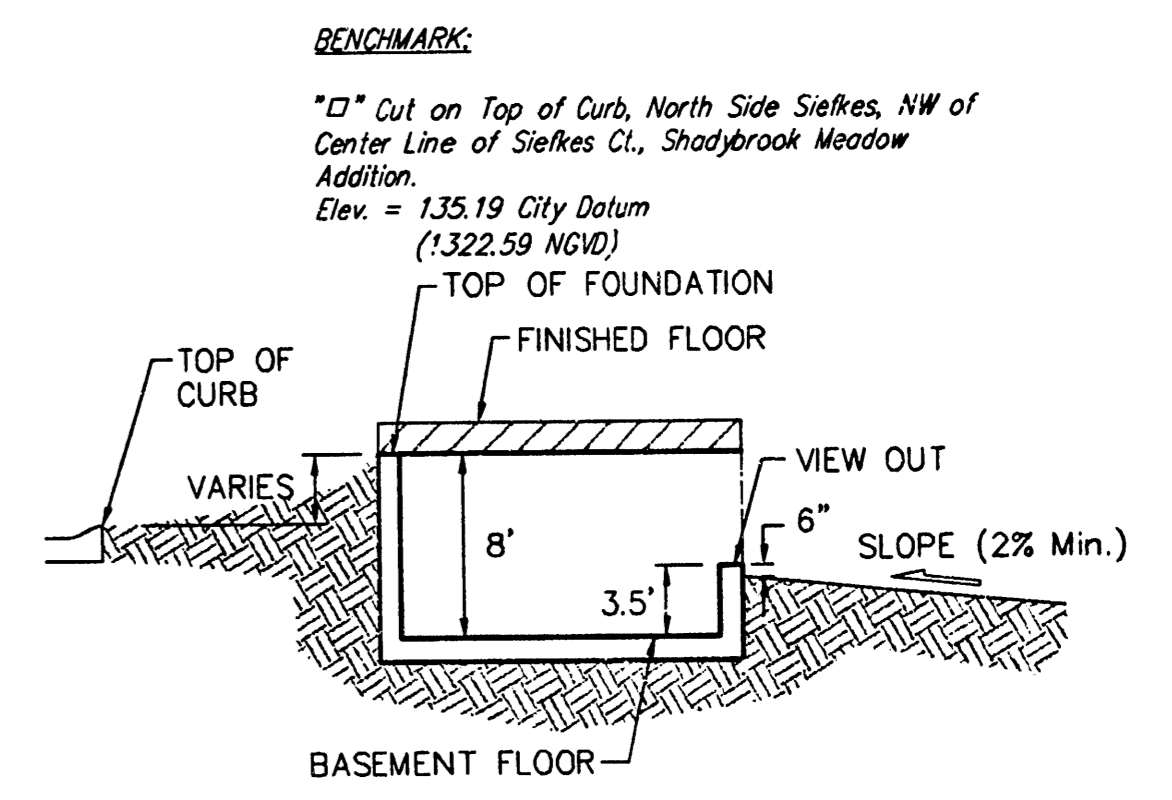 BENCHMARK:
"□" Cut on Top of Curb, North Side Siefkes, NW of
Center Line of Siefkes Ct., Shadybrook Meadow
Addition.
Elev. = 135.19 City Datum
(1322.59 NGVD)
TOP OF FOUNDATION
FINISHED FLOOR
TOP OF
CURB
VIEW OUT
VARIES
6"
8'
SLOPE (2% Min.)
3.5'
BASEMENT FLOOR